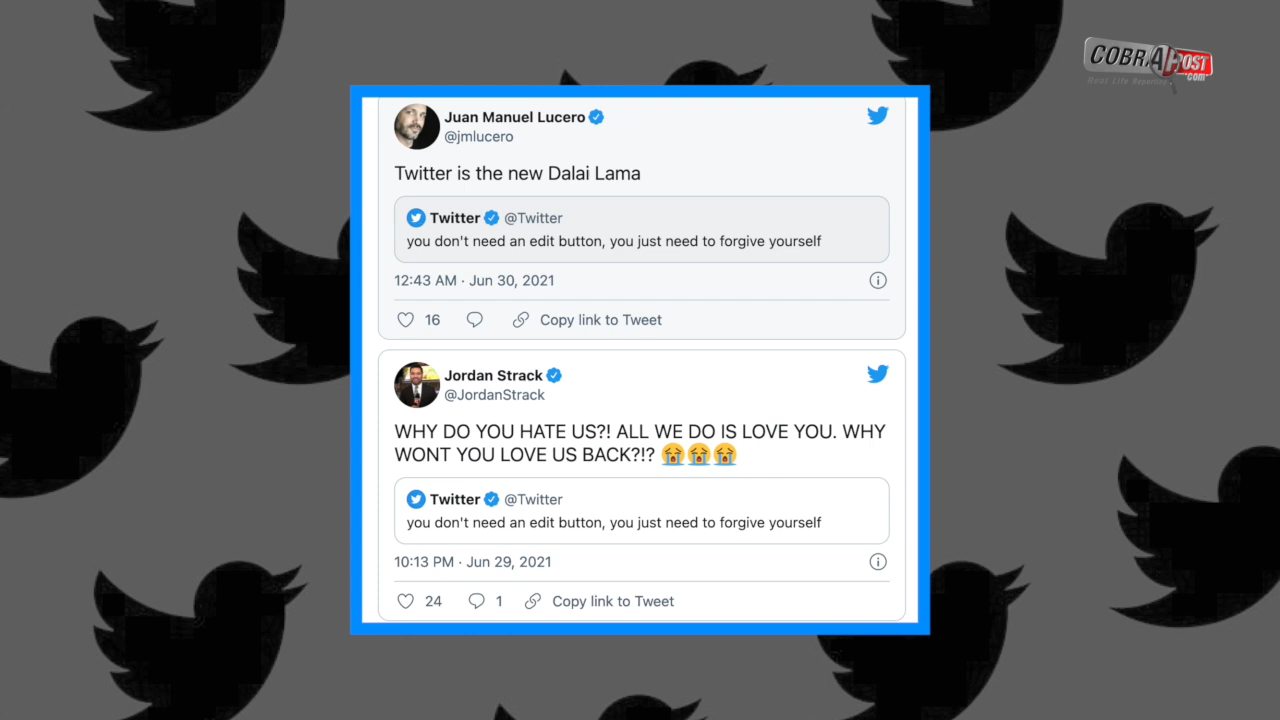 COBRAPOST
.com
Real Life Reporting
Juan Manuel Lucero
@jmlucero
Twitter is the new Dalai Lama
Twitter @Twitter
you don't need an edit button, you just need to forgive yourself
12:43 AM · Jun 30, 2021
16 Copy link to Tweet
Jordan Strack
@JordanStrack
WHY DO YOU HATE US?! ALL WE DO IS LOVE YOU. WHY
WONT YOU LOVE US BACK?!? 😭😭😭
Twitter @Twitter
you don't need an edit button, you just need to forgive yourself
10:13 PM · Jun 29, 2021
24 1 Copy link to Tweet